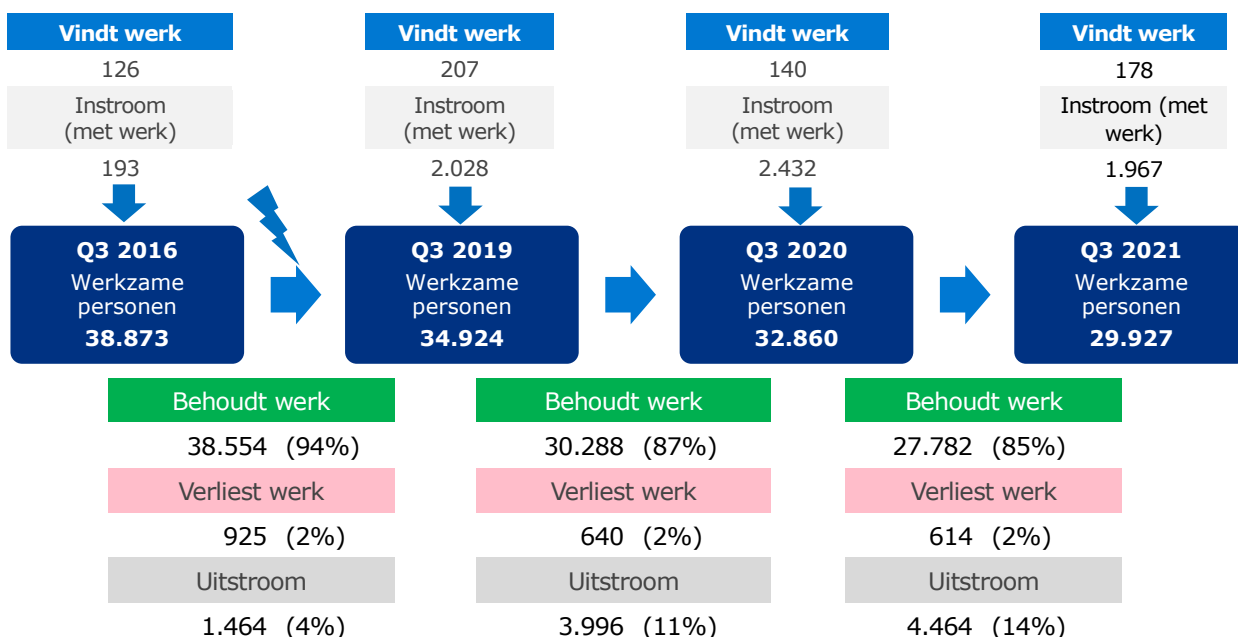 Vindt werk
126
Instroom
(met werk)
193
Vindt werk
207
Instroom
(met werk)
2.028
Vindt werk
140
Instroom
(met werk)
2.432
Vindt werk
178
Instroom (met
werk)
1.967
Q3 2016
Werkzame
personen
38.873
Q3 2019
Werkzame
personen
34.924
Q3 2020
Werkzame
personen
32.860
Q3 2021
Werkzame
personen
29.927
Behoudt werk
38.554 (94%)
Verliest werk
925 (2%)
Uitstroom
1.464 (4%)
Behoudt werk
30.288 (87%)
Verliest werk
640 (2%)
Uitstroom
3.996 (11%)
Behoudt werk
27.782 (85%)
Verliest werk
614 (2%)
Uitstroom
4.464 (14%)